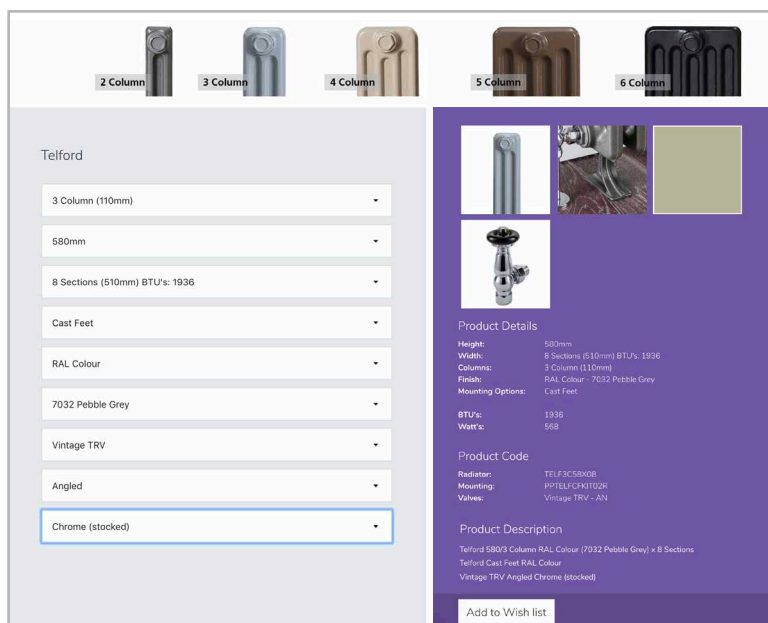 2 Column
3 Column
4 Column
5 Column
6 Column
Telford
3 Column (110mm)
580mm
8 Sections (510mm) BTU's: 1936
Cast Feet
RAL Colour
7032 Pebble Grey
Vintage TRV
Angled
Chrome (stocked)
Product Details
Height: 580mm
Width: 8 Sections (510mm) BTU's: 1936
Columns: 3 Column (110mm)
Finish: RAL Colour - 7032 Pebble Grey
Mounting Options: Cast Feet
BTU's: 1936
Watt's: 568
Product Code
Radiator: TELF3C58X08
Mounting: PPTELFCFKIT02R
Valves: Vintage TRV - AN
Product Description
Telford 580/3 Column RAL Colour (7032 Pebble Grey) x 8 Sections
Telford Cast Feet RAL Colour
Vintage TRV Angled Chrome (stocked)
Add to Wish list